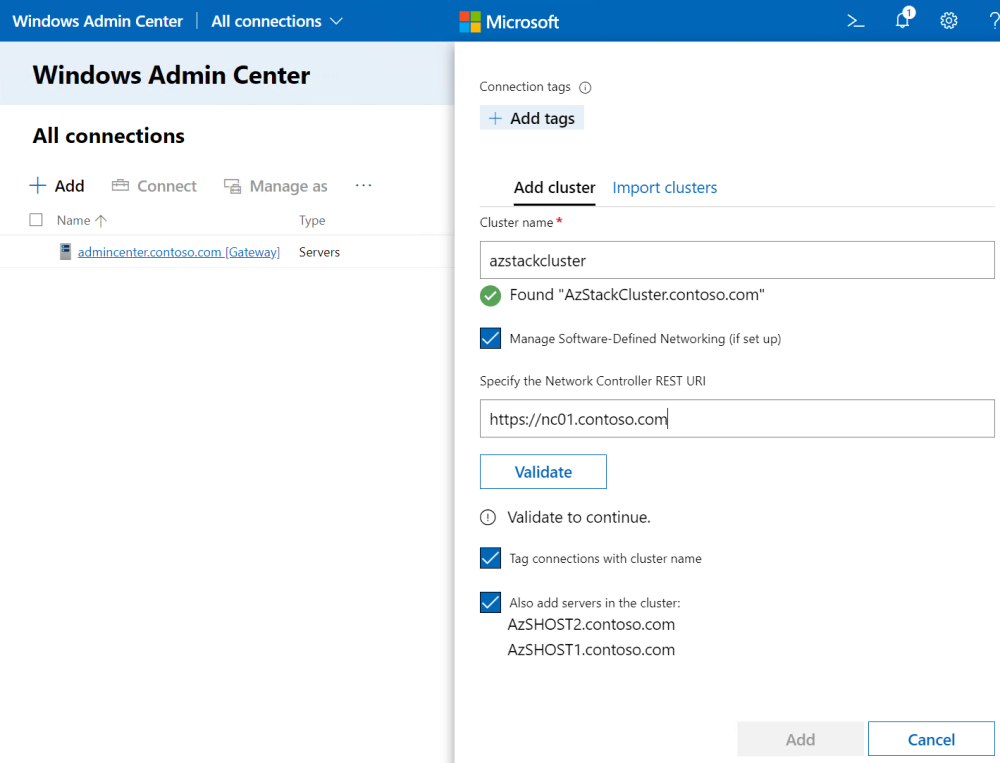 Windows Admin Center | All connections
Microsoft
1
?
Windows Admin Center
All connections
+ Add Connect Manage as ...
Name Type
admincenter.contoso.com [Gateway] Servers
Connection tags
+ Add tags
Add cluster Import clusters
Cluster name *
azstackcluster
Found "AzStackCluster.contoso.com"
Manage Software-Defined Networking (if set up)
Specify the Network Controller REST URI
https://nc01.contoso.com
Validate
Validate to continue.
Tag connections with cluster name
Also add servers in the cluster:
AzSHOST2.contoso.com
AzSHOST1.contoso.com
Add Cancel